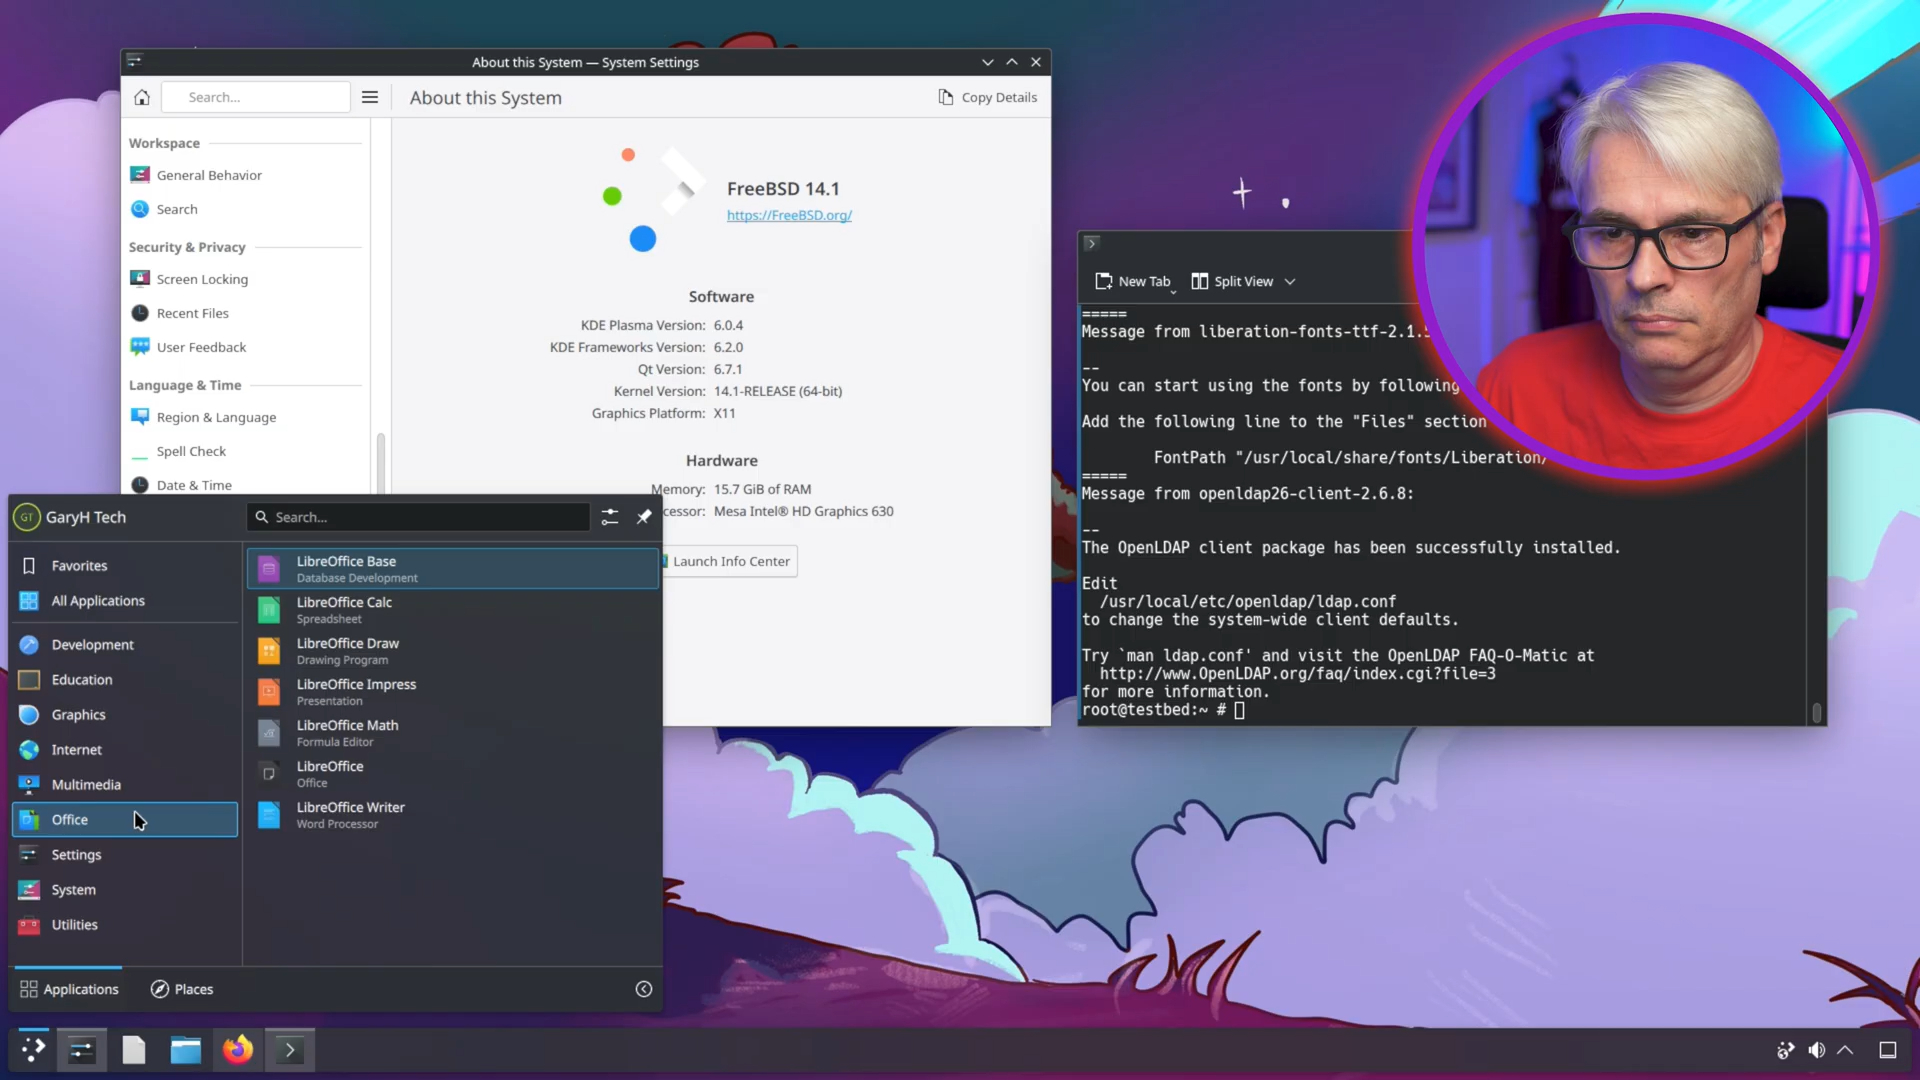 About this System — System Settings
Search...
About this System
Copy Details
Workspace
General Behavior
Search
Security & Privacy
Screen Locking
Recent Files
User Feedback
Language & Time
Region & Language
Spell Check
Date & Time
FreeBSD 14.1
https://FreeBSD.org/
Software
KDE Plasma Version: 6.0.4
KDE Frameworks Version: 6.2.0
Qt Version: 6.7.1
Kernel Version: 14.1-RELEASE (64-bit)
Graphics Platform: X11
Hardware
Memory: 15.7 GiB of RAM
cessor: Mesa Intel® HD Graphics 630
Launch Info Center
GT GaryH Tech
Search...
Favorites
All Applications
Development
Education
Graphics
Internet
Multimedia
Office
Settings
System
Utilities
LibreOffice Base
Database Development
LibreOffice Calc
Spreadsheet
LibreOffice Draw
Drawing Program
LibreOffice Impress
Presentation
LibreOffice Math
Formula Editor
LibreOffice
Office
LibreOffice Writer
Word Processor
Applications
Places
New Tab
Split View
=====
Message from liberation-fonts-ttf-2.1.5
--
You can start using the fonts by following
Add the following line to the "Files" section
FontPath "/usr/local/share/fonts/Liberation/
=====
Message from openldap26-client-2.6.8:
--
The OpenLDAP client package has been successfully installed.
Edit
/usr/local/etc/openldap/ldap.conf
to change the system-wide client defaults.
Try `man ldap.conf' and visit the OpenLDAP FAQ-O-Matic at
http://www.OpenLDAP.org/faq/index.cgi?file=3
for more information.
root@testbed:~ #